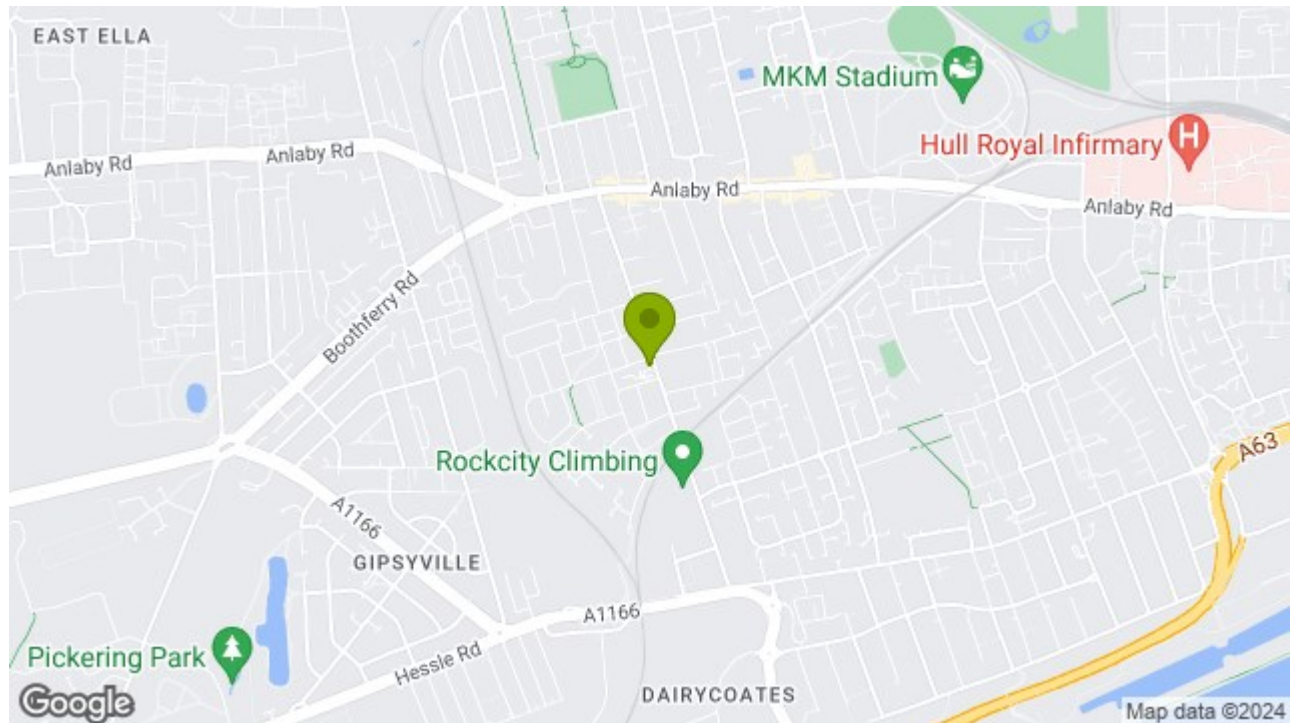 EAST ELLA
MKM Stadium
Hull Royal Infirmary
H
Anlaby Rd
Anlaby Rd
Anlaby Rd
Anlaby Rd
Boothferry Rd
Rockcity Climbing
A63
A1166
GIPSYVILLE
A1166
Hessle Rd
Pickering Park
DAIRYCOATES
Google
Map data ©2024